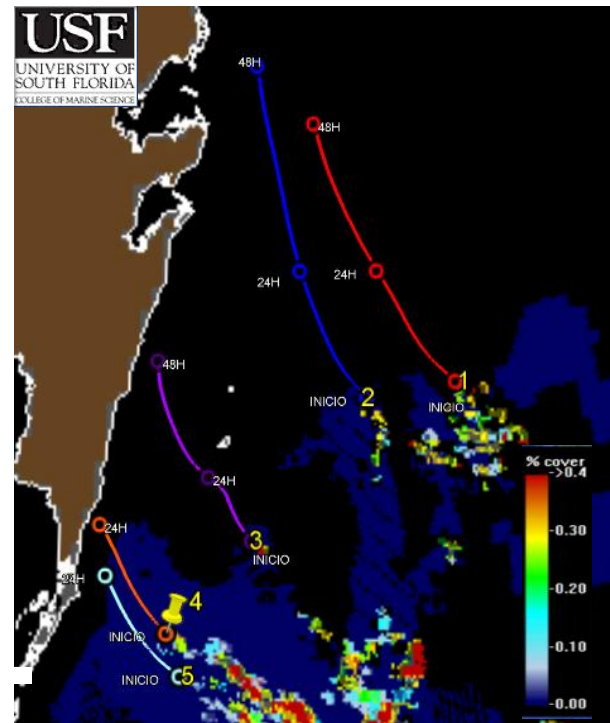 USF
UNIVERSITY OF
SOUTH FLORIDA
COLLEGE OF MARINE SCIENCE
48H
48H
24H
24H
1
INICIO
2
INICIO
48H
24H
3
INICIO
24H
24H
4
INICIO
5
INICIO
% cover
->0.4
-0.30
-0.20
-0.10
-0.00